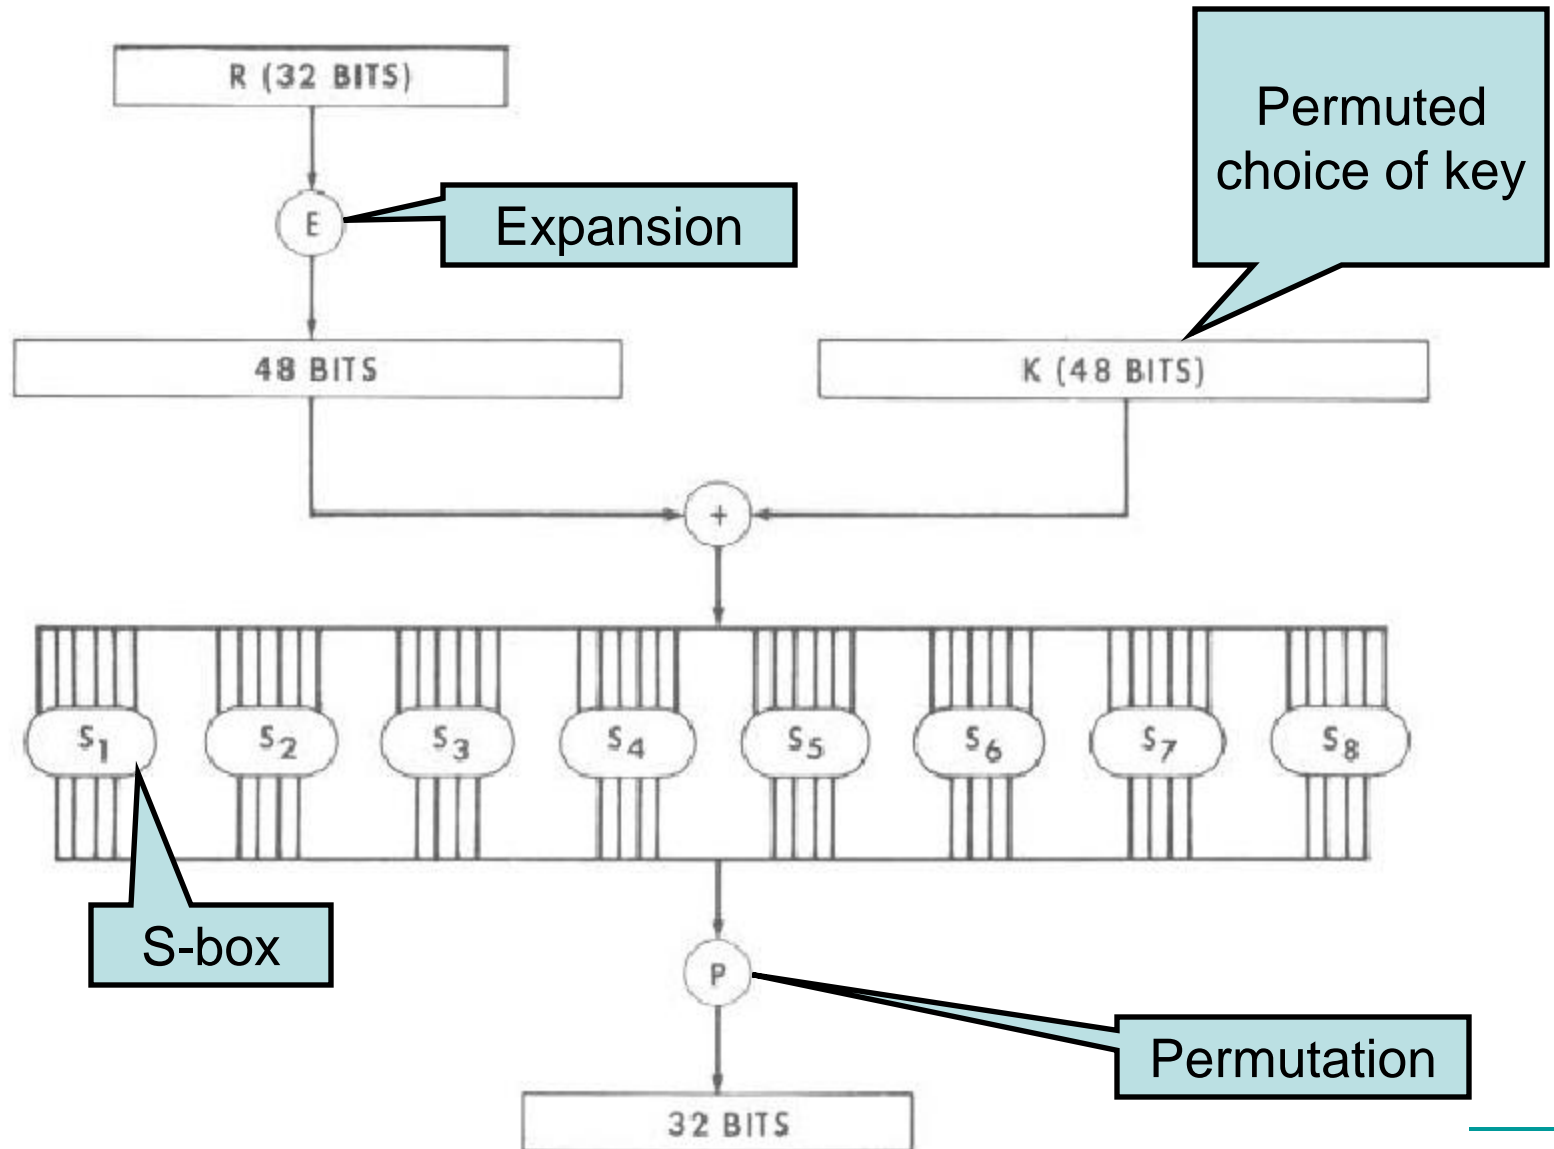 R (32 BITS)
Permuted
choice of key
E
Expansion
48 BITS
K (48 BITS)
+
S1
S2
S3
S4
S5
S6
S7
S8
S-box
P
Permutation
32 BITS